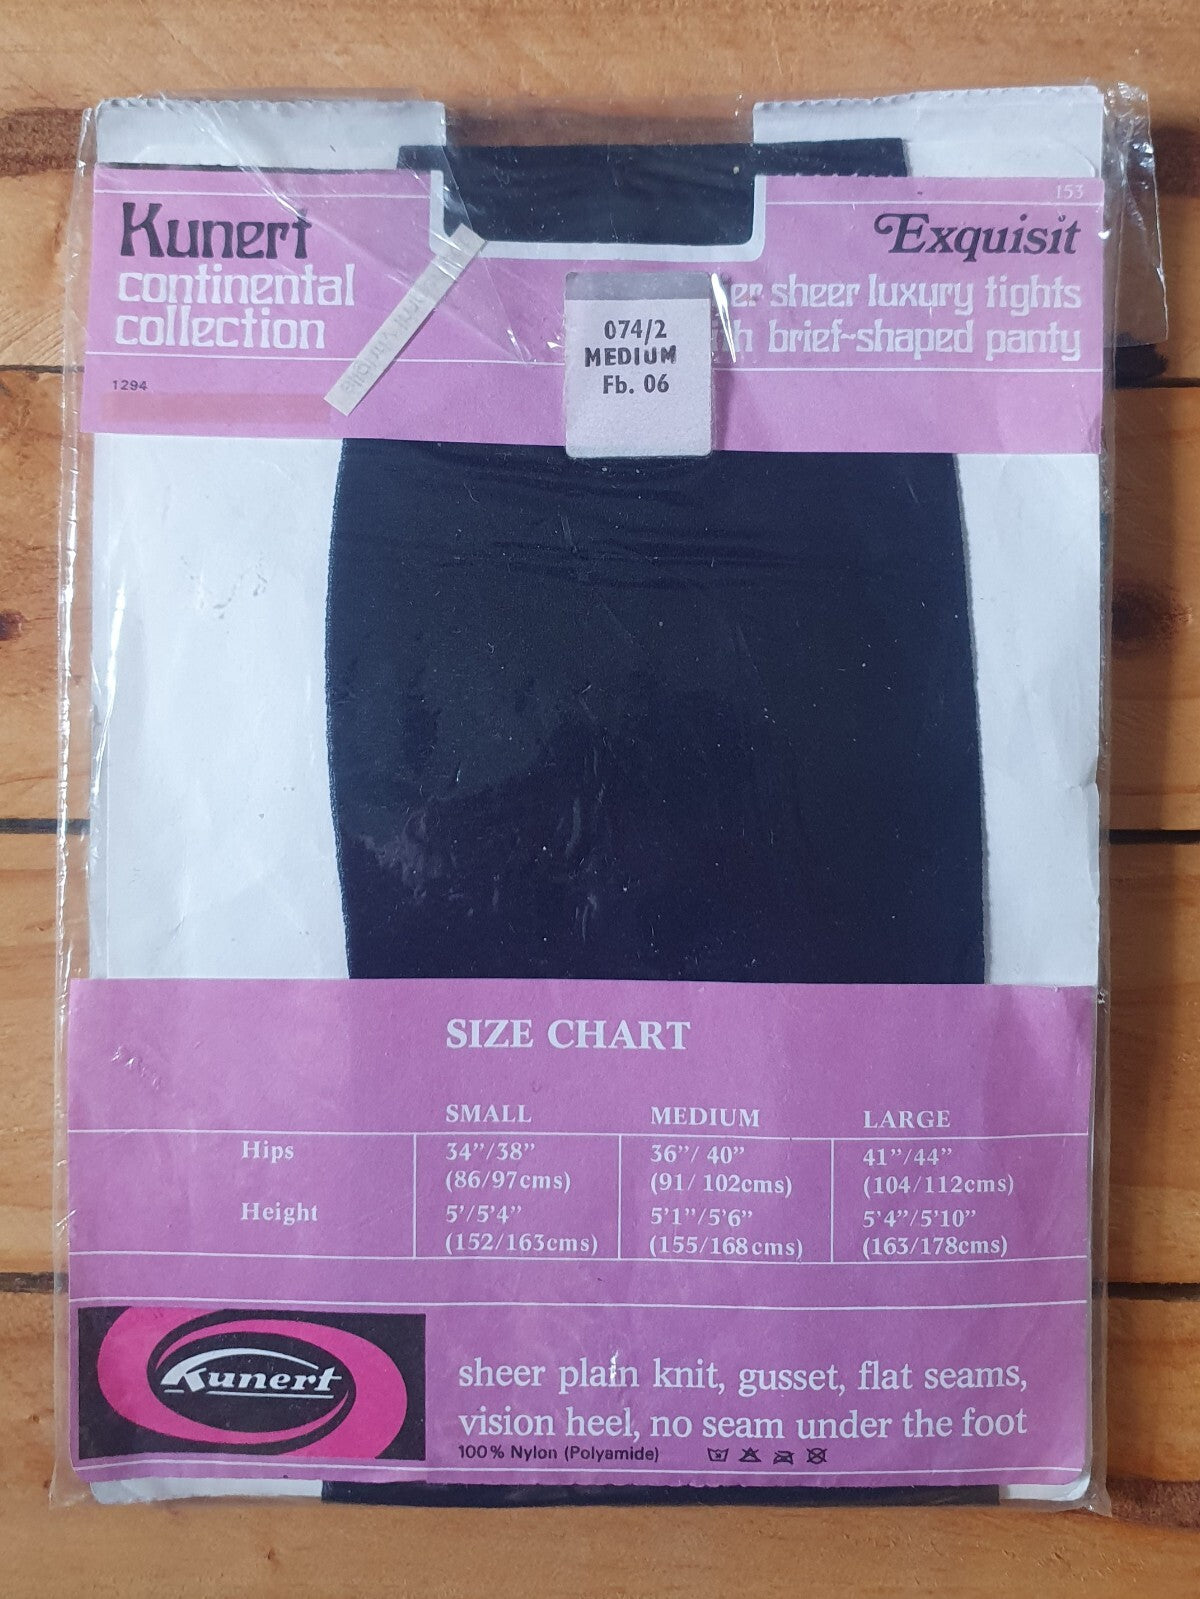 153
Kunert
continental
collection
1294
Exquisit
sheer luxury tights
brief-shaped panty
074/2
MEDIUM
Fb. 06
SIZE CHART
SMALL MEDIUM LARGE
Hips 34”/38” 36”/ 40” 41”/44”
(86/97cms) (91/ 102cms) (104/112cms)
Height 5’/5’4” 5’1”/5’6” 5’4”/5’10”
(152/163cms) (155/168cms) (163/178cms)
Kunert
sheer plain knit, gusset, flat seams,
vision heel, no seam under the foot
100% Nylon (Polyamide)